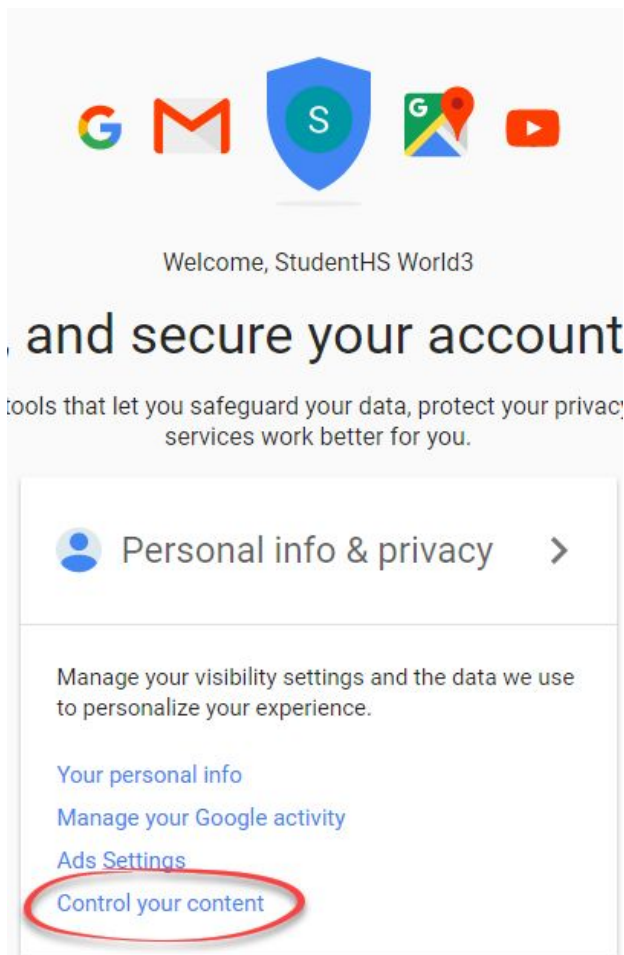 G
S
G
Welcome, StudentHS World3
, and secure your account
tools that let you safeguard your data, protect your privacy
services work better for you.
Personal info & privacy
Manage your visibility settings and the data we use
to personalize your experience.
Your personal info
Manage your Google activity
Ads Settings
Control your content